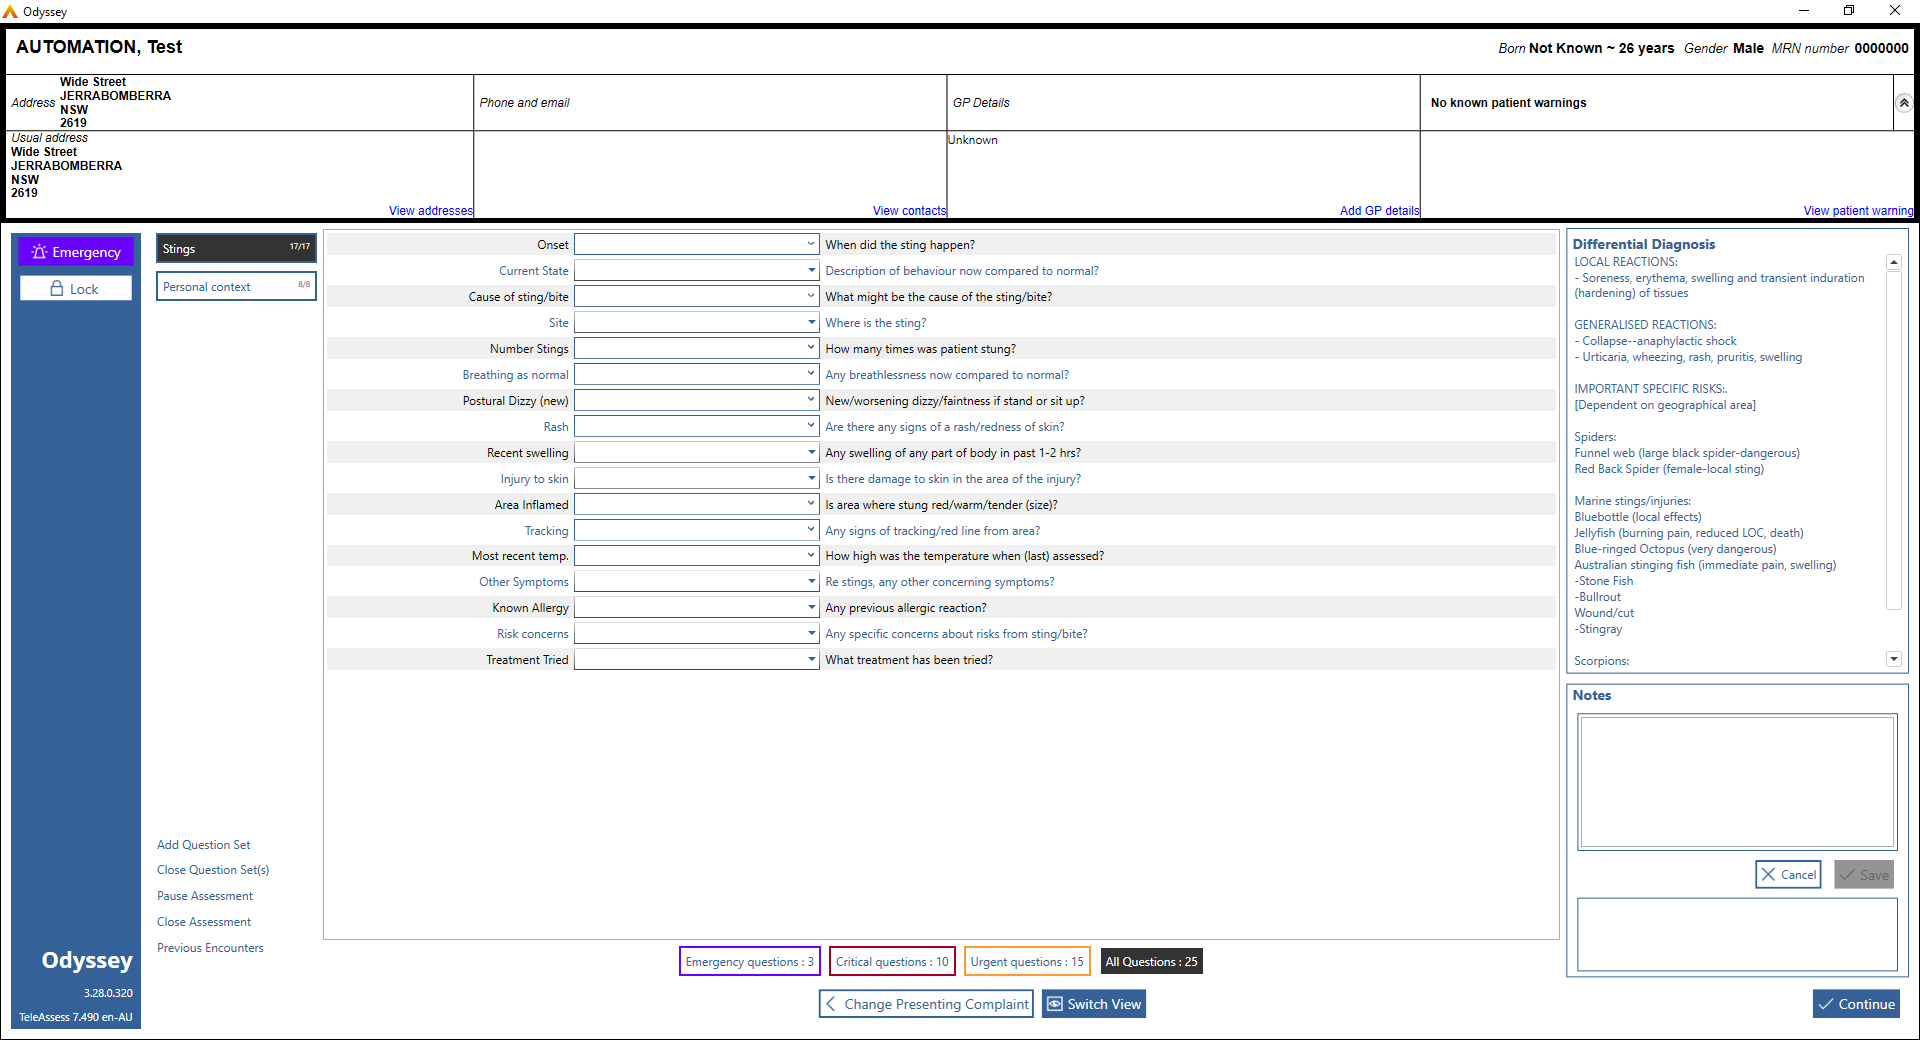 Odyssey
AUTOMATION, Test
Born Not Known ~ 26 years Gender Male MRN number 0000000
Address
Wide Street
JERRABOMBERRA
NSW
2619
Phone and email
GP Details
No known patient warnings
Usual address
Wide Street
JERRABOMBERRA
NSW
2619
Unknown
View addresses
View contacts
Add GP details
View patient warning
Emergency
Lock
Stings 17/17
Personal context 8/8
Onset When did the sting happen?
Current State Description of behaviour now compared to normal?
Cause of sting/bite What might be the cause of the sting/bite?
Site Where is the sting?
Number Stings How many times was patient stung?
Breathing as normal Any breathlessness now compared to normal?
Postural Dizzy (new) New/worsening dizzy/faintness if stand or sit up?
Rash Are there any signs of a rash/redness of skin?
Recent swelling Any swelling of any part of body in past 1-2 hrs?
Injury to skin Is there damage to skin in the area of the injury?
Area Inflamed Is area where stung red/warm/tender (size)?
Tracking Any signs of tracking/red line from area?
Most recent temp. How high was the temperature when (last) assessed?
Other Symptoms Re stings, any other concerning symptoms?
Known Allergy Any previous allergic reaction?
Risk concerns Any specific concerns about risks from sting/bite?
Treatment Tried What treatment has been tried?
Differential Diagnosis
LOCAL REACTIONS:
- Soreness, erythema, swelling and transient induration
(hardening) of tissues
GENERALISED REACTIONS:
- Collapse--anaphylactic shock
- Urticaria, wheezing, rash, pruritis, swelling
IMPORTANT SPECIFIC RISKS:.
[Dependent on geographical area]
Spiders:
Funnel web (large black spider-dangerous)
Red Back Spider (female-local sting)
Marine stings/injuries:
Bluebottle (local effects)
Jellyfish (burning pain, reduced LOC, death)
Blue-ringed Octopus (very dangerous)
Australian stinging fish (immediate pain, swelling)
-Stone Fish
-Bullrout
Wound/cut
-Stingray
Scorpions:
Notes
Cancel
Save
Add Question Set
Close Question Set(s)
Pause Assessment
Close Assessment
Previous Encounters
Odyssey
3.28.0.320
TeleAssess 7.490 en-AU
Emergency questions : 3
Critical questions : 10
Urgent questions : 15
All Questions : 25
Change Presenting Complaint
Switch View
Continue